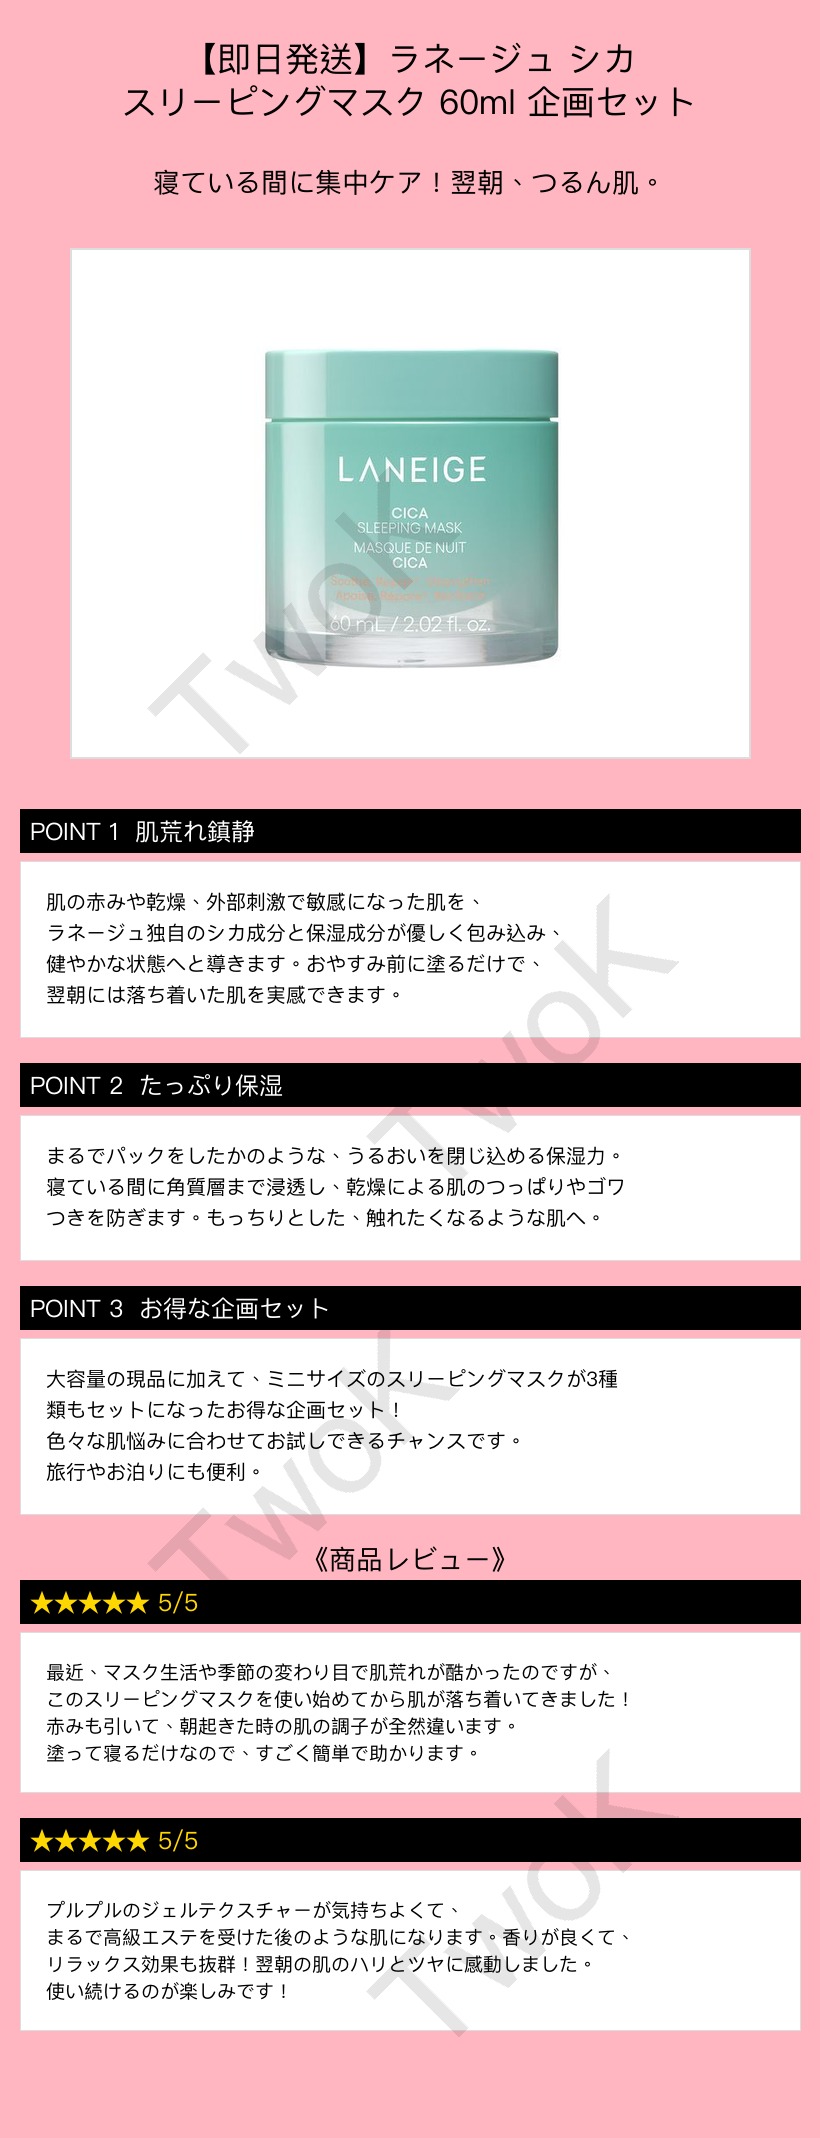 【即日発送】ラネージュ シカ
スリーピングマスク 60ml 企画セット
寝ている間に集中ケア！翌朝、つるん肌。
LANEIGE
CICA
SLEEPING MASK
MASQUE DE NUIT
CICA
60 mL / 2.02 fl. oz.
TwoK
POINT 1 肌荒れ鎮静
肌の赤みや乾燥、外部刺激で敏感になった肌を、
ラネージュ独自のシカ成分と保湿成分が優しく包み込み、
健やかな状態へと導きます。おやすみ前に塗るだけで、
翌朝には落ち着いた肌を実感できます。
TwoK
POINT 2 たっぷり保湿
まるでパックをしたかのような、うるおいを閉じ込める保湿力。
寝ている間に角質層まで浸透し、乾燥による肌のつっぱりやゴワ
つきを防ぎます。もっちりとした、触れたくなるような肌へ。
POINT 3 お得な企画セット
大容量の現品に加えて、ミニサイズのスリーピングマスクが3種
類もセットになったお得な企画セット！
色々な肌悩みに合わせてお試しできるチャンスです。
旅行やお泊りにも便利。
TwoK
《商品レビュー》
★★★★★ 5/5
最近、マスク生活や季節の変わり目で肌荒れが酷かったのですが、
このスリーピングマスクを使い始めてから肌が落ち着いてきました！
赤みも引いて、朝起きた時の肌の調子が全然違います。
塗って寝るだけなので、すごく簡単で助かります。
★★★★★ 5/5
プルプルのジェルテクスチャーが気持ちよくて、
まるで高級エステを受けた後のような肌になります。香りが良くて、
リラックス効果も抜群！翌朝の肌のハリとツヤに感動しました。
使い続けるのが楽しみです！
TwoK